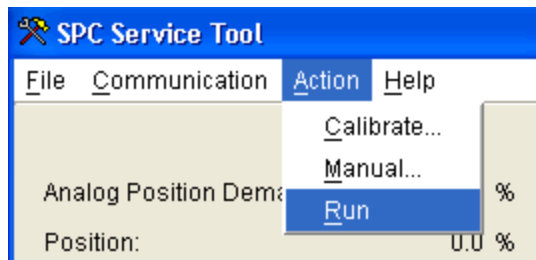 SPC Service Tool
File Communication Action Help
Calibrate...
Manual...
Analog Position Dema %
Run
Position: 0.0 %